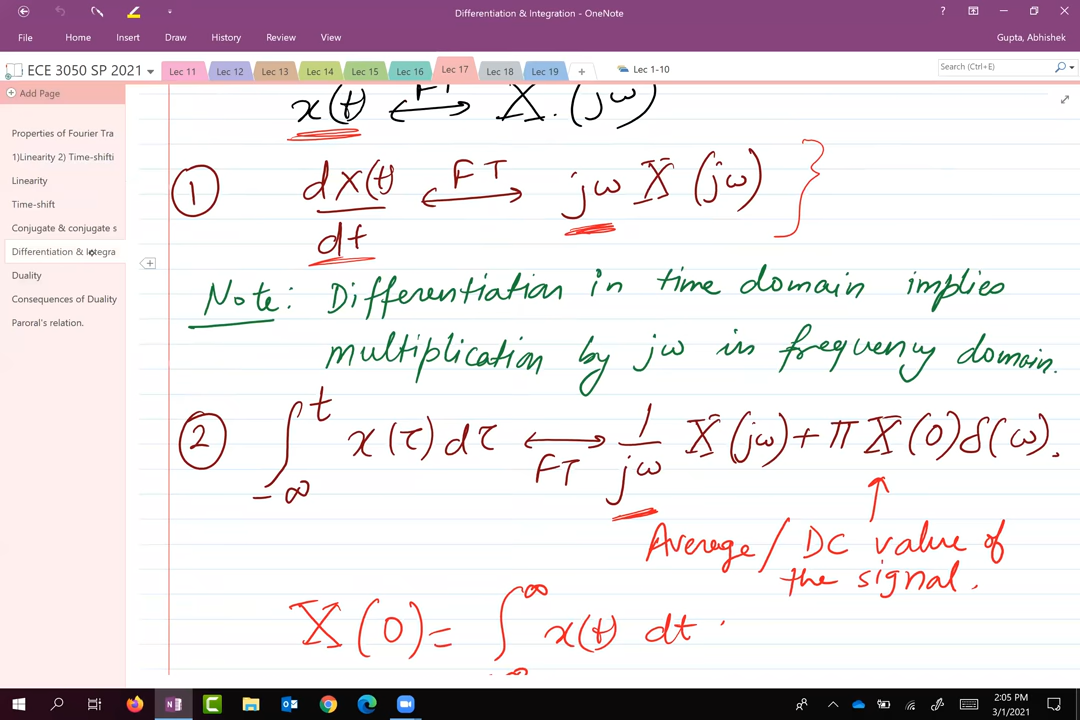 Differentiation & Integration - OneNote
?
Gupta, Abhishek
File Home Insert Draw History Review View
ECE 3050 SP 2021
Lec 11 Lec 12 Lec 13 Lec 14 Lec 15 Lec 16 Lec 17 Lec 18 Lec 19 + Lec 1-10
Search (Ctrl+E)
Add Page
Properties of Fourier Tra
1)Linearity 2) Time-shifti
Linearity
Time-shift
Conjugate & conjugate s
Differentiation & Integra
Duality
Consequences of Duality
Paroral's relation.
x(t) ⟷ FT X(jω)
① dx(t)/dt ⟷ FT jω X(jω) }
Note: Differentiation in time domain implies
multiplication by jω in frequency domain.
② ∫_{-∞}^{t} x(τ)dτ ⟷ FT 1/jω X(jω) + π X(0)δ(ω).
Average / DC value of
the signal.
X(0) = ∫_{-∞}^{∞} x(t) dt.
2:05 PM
3/1/2021